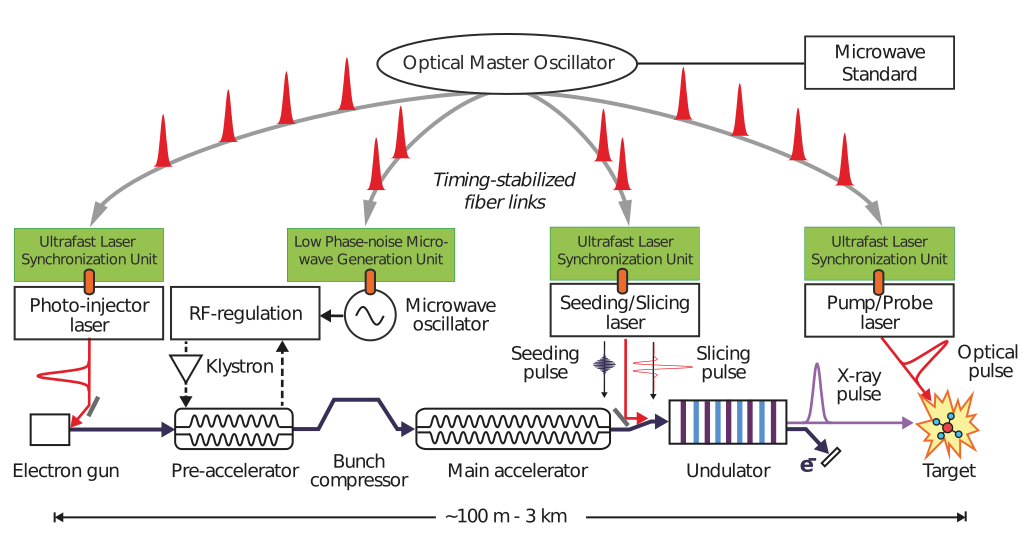 Optical Master Oscillator
Microwave
Standard
Timing-stabilized
fiber links
Ultrafast Laser
Synchronization Unit
Low Phase-noise Micro-
wave Generation Unit
Ultrafast Laser
Synchronization Unit
Ultrafast Laser
Synchronization Unit
Photo-injector
laser
RF-regulation
Microwave
oscillator
Seeding/Slicing
laser
Pump/Probe
laser
Klystron
Seeding
pulse
Slicing
pulse
X-ray
pulse
Optical
pulse
Electron gun
Pre-accelerator
Bunch
compressor
Main accelerator
Undulator
e-
Target
~100 m - 3 km